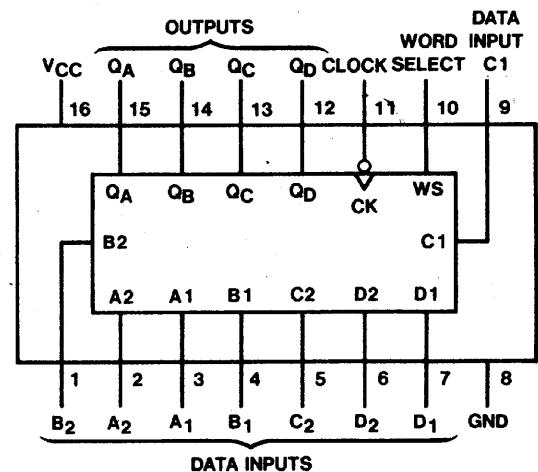 OUTPUTS
DATA
WORD INPUT
VCC QA QB QC QD CLOCK SELECT C1
16 15 14 13 12 11 10 9
QA QB QC QD CK WS
B2 C1
A2 A1 B1 C2 D2 D1
1 2 3 4 5 6 7 8
B2 A2 A1 B1 C2 D2 D1 GND
DATA INPUTS